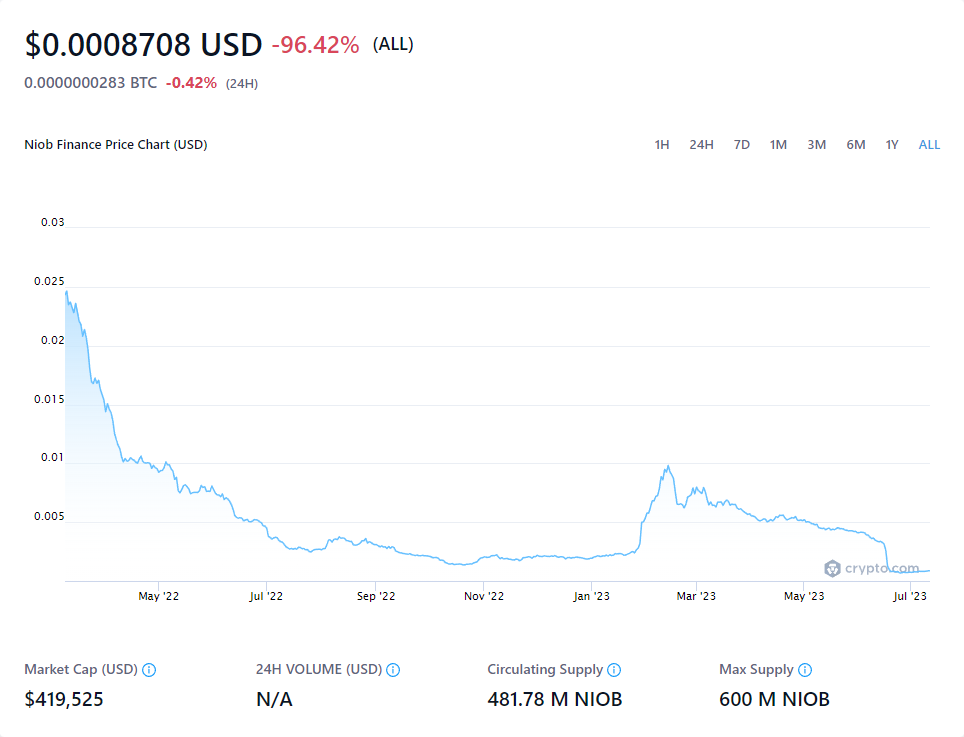 $0.0008708 USD -96.42% (ALL)
0.0000000283 BTC -0.42% (24H)
Niob Finance Price Chart (USD) 1H 24H 7D 1M 3M 6M 1Y ALL
0.03
0.025
0.02
0.015
0.01
0.005
crypto.com
May '22 Jul '22 Sep '22 Nov '22 Jan '23 Mar '23 May '23 Jul '23
Market Cap (USD) 24H VOLUME (USD) Circulating Supply Max Supply
$419,525 N/A 481.78 M NIOB 600 M NIOB